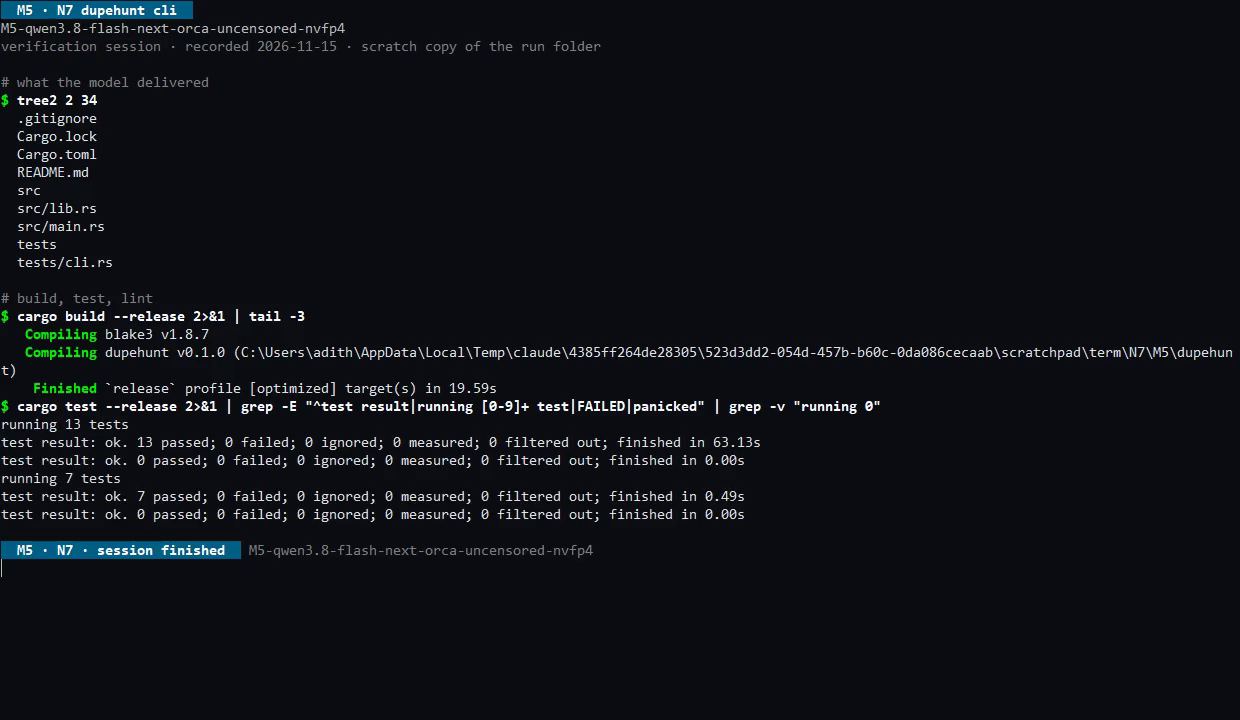 M5 · N7 dupehunt cli
M5-qwen3.8-flash-next-orca-uncensored-nvfp4
verification session · recorded 2026-11-15 · scratch copy of the run folder
# what the model delivered
$ tree2 2 34
.gitignore
Cargo.lock
Cargo.toml
README.md
src
src/lib.rs
src/main.rs
tests
tests/cli.rs
# build, test, lint
$ cargo build --release 2>&1 | tail -3
Compiling blake3 v1.8.7
Compiling dupehunt v0.1.0 (C:\Users\adith\AppData\Local\Temp\claude\4385ff264de28305\523d3dd2-054d-457b-b60c-0da086cecaab\scratchpad\term\N7\M5\dupehun
t)
Finished `release` profile [optimized] target(s) in 19.59s
$ cargo test --release 2>&1 | grep -E "^test result|running [0-9]+ test|FAILED|panicked" | grep -v "running 0"
running 13 tests
test result: ok. 13 passed; 0 failed; 0 ignored; 0 measured; 0 filtered out; finished in 63.13s
test result: ok. 0 passed; 0 failed; 0 ignored; 0 measured; 0 filtered out; finished in 0.00s
running 7 tests
test result: ok. 7 passed; 0 failed; 0 ignored; 0 measured; 0 filtered out; finished in 0.49s
test result: ok. 0 passed; 0 failed; 0 ignored; 0 measured; 0 filtered out; finished in 0.00s
M5 · N7 · session finished M5-qwen3.8-flash-next-orca-uncensored-nvfp4